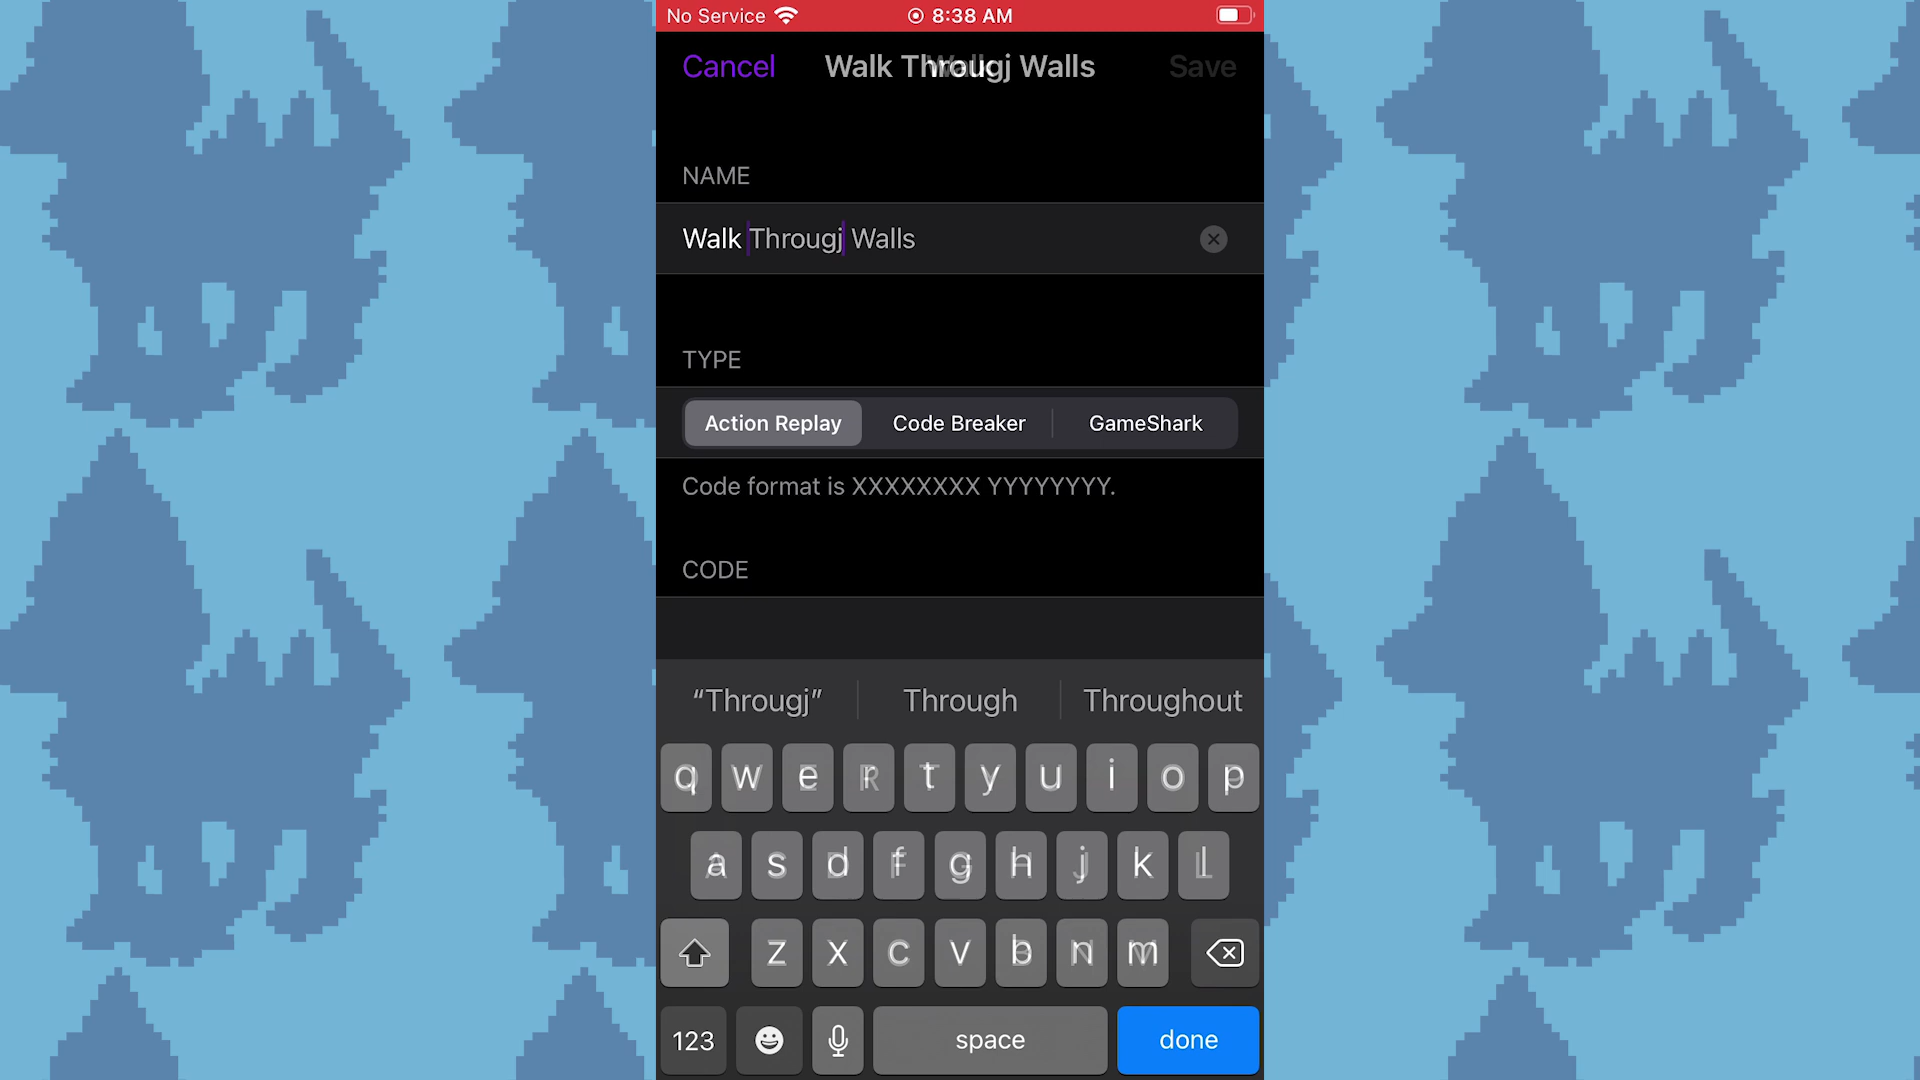 No Service 8:38 AM
Cancel Walk Througj Walls Save
NAME
Walk Througj Walls
TYPE
Action Replay Code Breaker GameShark
Code format is XXXXXXXX YYYYYYYY.
CODE
“Througj” Through Throughout
q w e r t y u i o p
a s d f g h j k l
z x c v b n m
123 space done